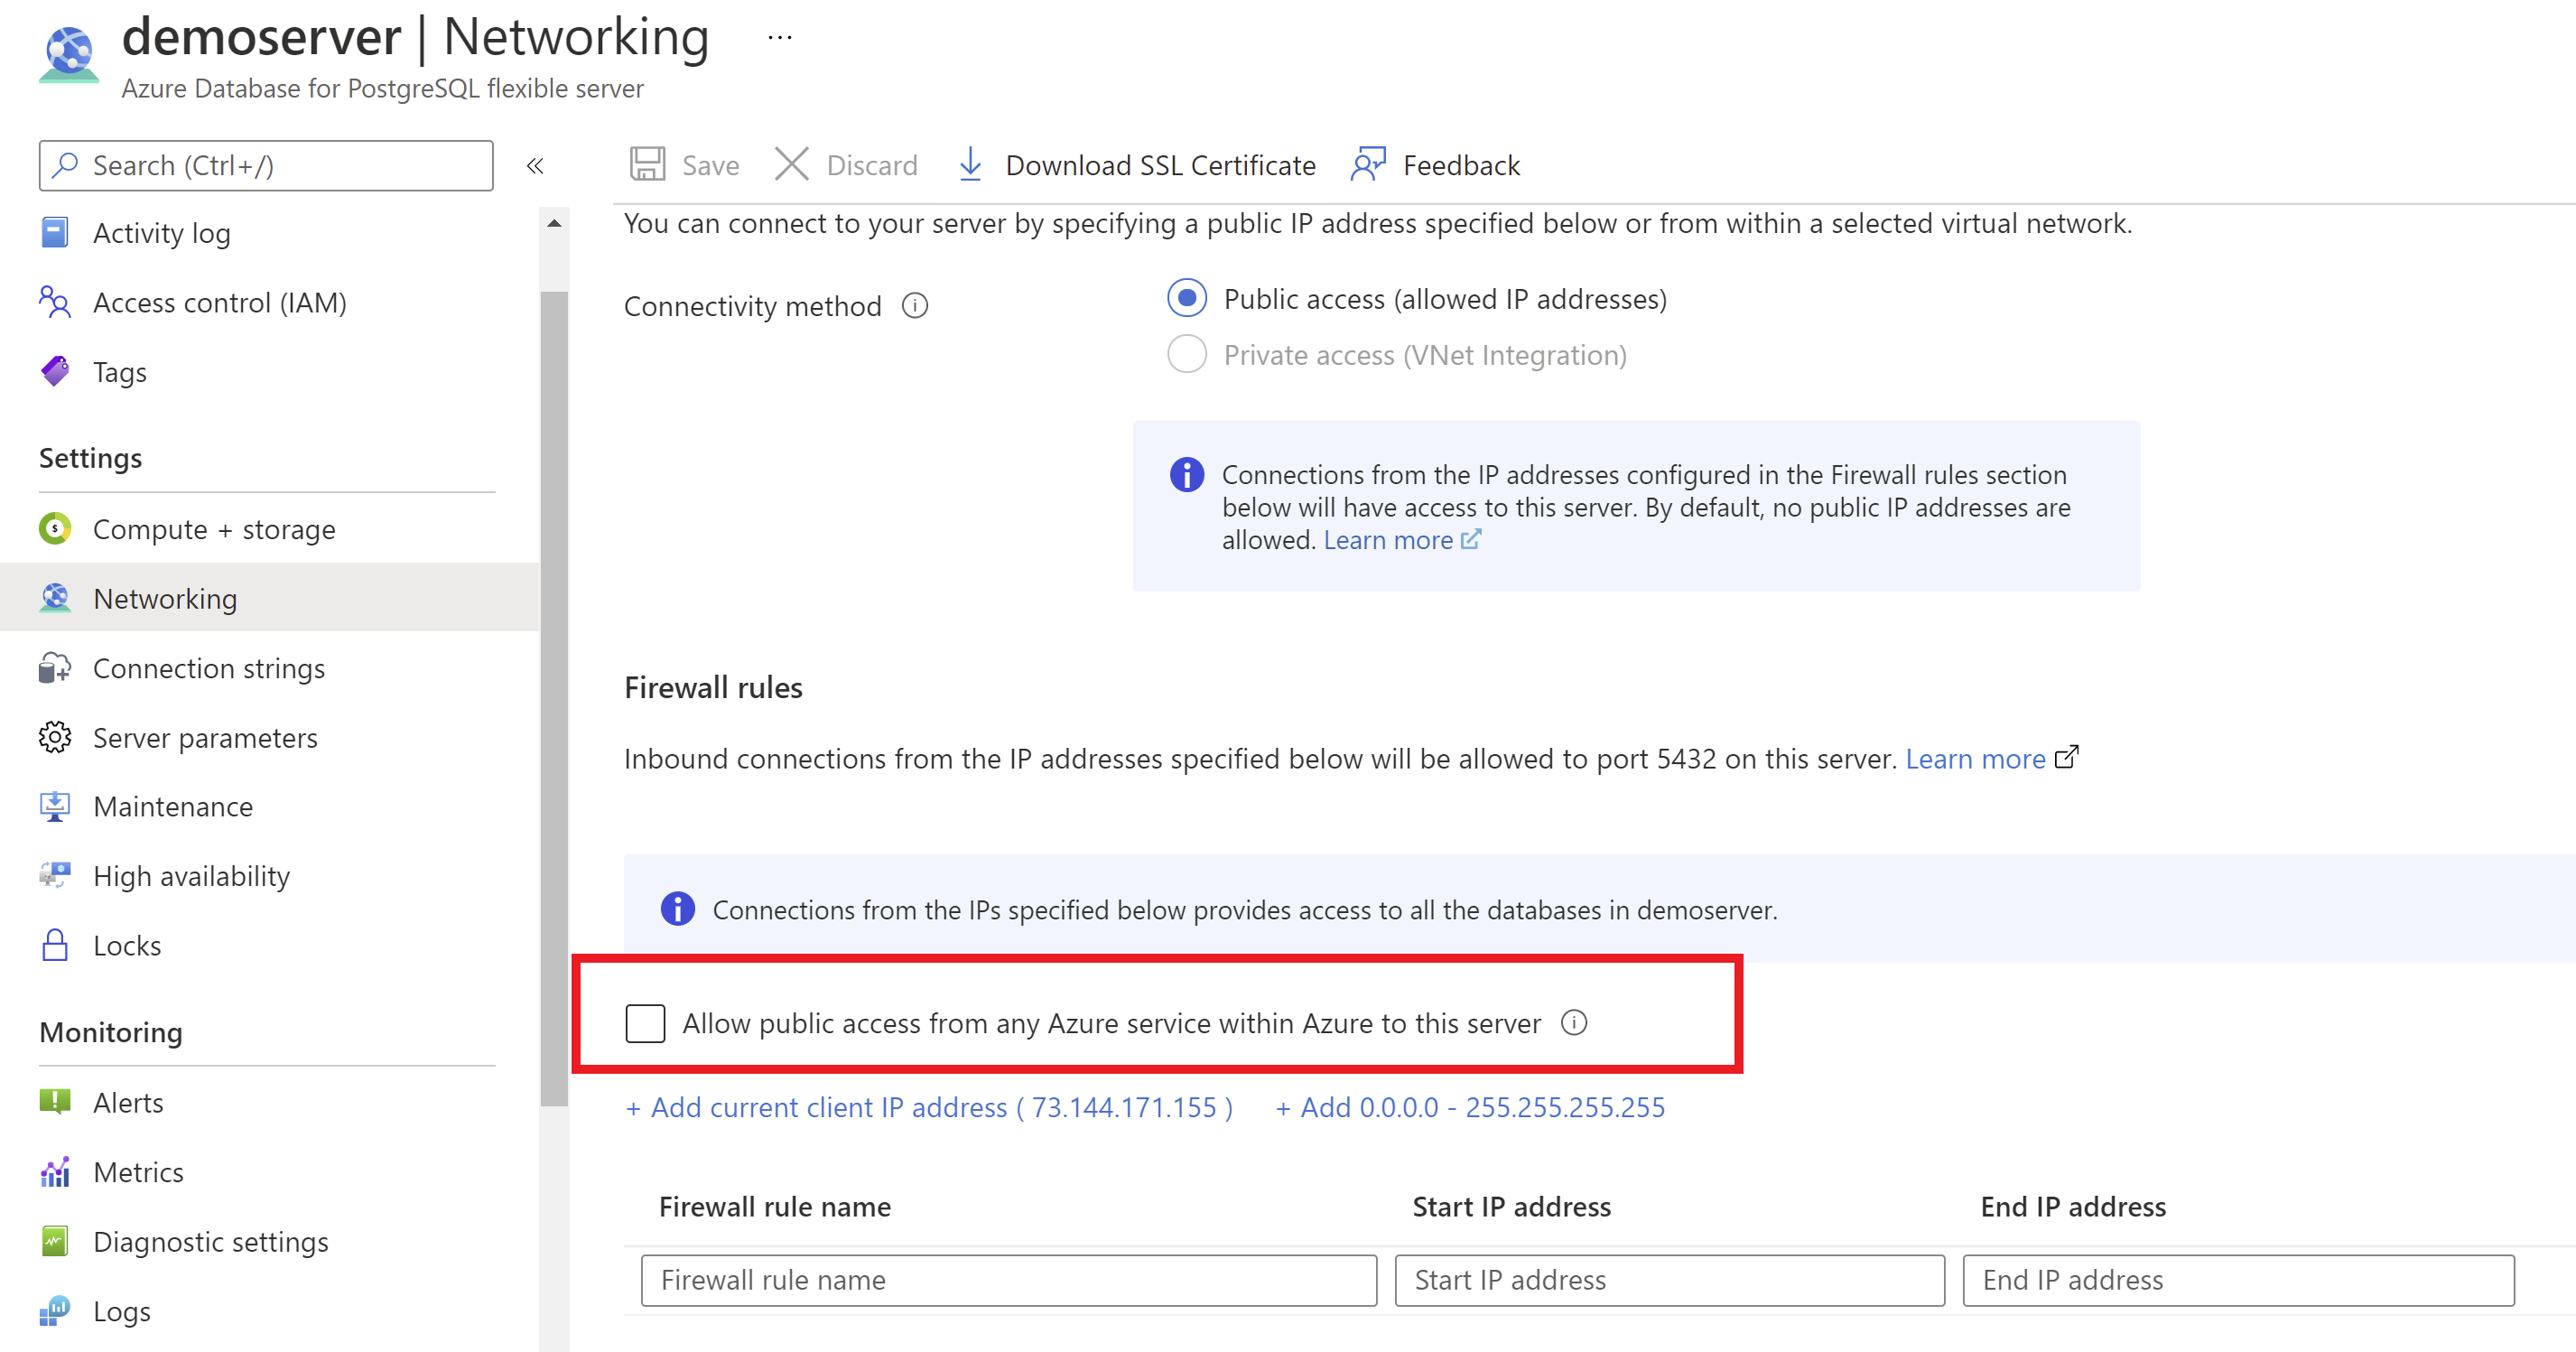 demoserver | Networking ...
Azure Database for PostgreSQL flexible server
Search (Ctrl+/)
«
Activity log
Access control (IAM)
Tags
Settings
Compute + storage
Networking
Connection strings
Server parameters
Maintenance
High availability
Locks
Monitoring
Alerts
Metrics
Diagnostic settings
Logs
Save Discard Download SSL Certificate Feedback
You can connect to your server by specifying a public IP address specified below or from within a selected virtual network.
Connectivity method
Public access (allowed IP addresses)
Private access (VNet Integration)
Connections from the IP addresses configured in the Firewall rules section
below will have access to this server. By default, no public IP addresses are
allowed. Learn more
Firewall rules
Inbound connections from the IP addresses specified below will be allowed to port 5432 on this server. Learn more
Connections from the IPs specified below provides access to all the databases in demoserver.
Allow public access from any Azure service within Azure to this server
+ Add current client IP address ( 73.144.171.155 ) + Add 0.0.0.0 - 255.255.255.255
Firewall rule name Start IP address End IP address
Firewall rule name Start IP address End IP address